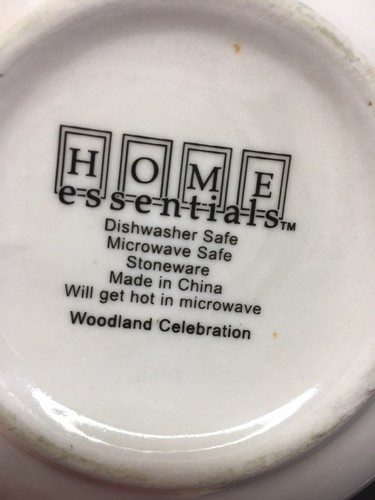 HOME
essentials™
Dishwasher Safe
Microwave Safe
Stoneware
Made in China
Will get hot in microwave
Woodland Celebration